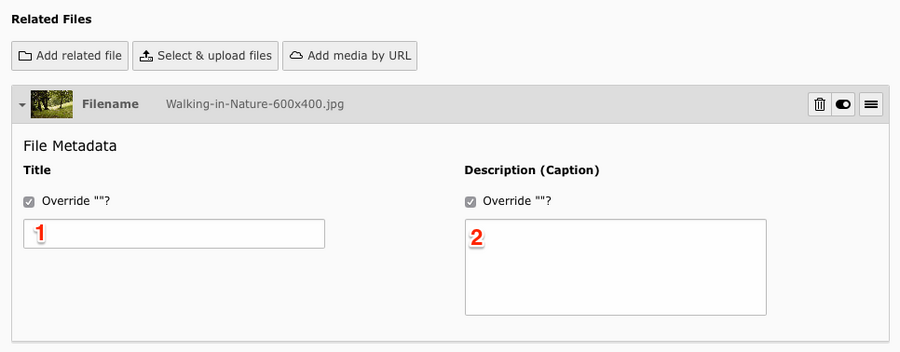 Related Files
Add related file Select & upload files Add media by URL
Filename Walking-in-Nature-600x400.jpg
File Metadata
Title Description (Caption)
Override ""? Override ""?
1 2